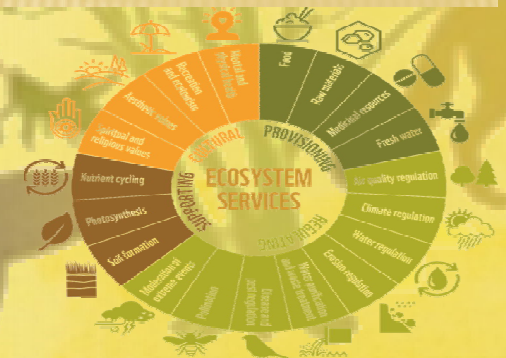 ECOSYSTEM
SERVICES
PROVISIONING
Food
Raw materials
Medicinal resources
Fresh water
REGULATING
Air quality regulation
Climate regulation
Water regulation
Erosion regulation
Water purification
and waste treatment
Disease and
pest regulation
Pollination
Moderation of
extreme events
SUPPORTING
Soil formation
Photosynthesis
Nutrient cycling
CULTURAL
Spiritual and
religious values
Aesthetic values
Recreation
and ecotourism